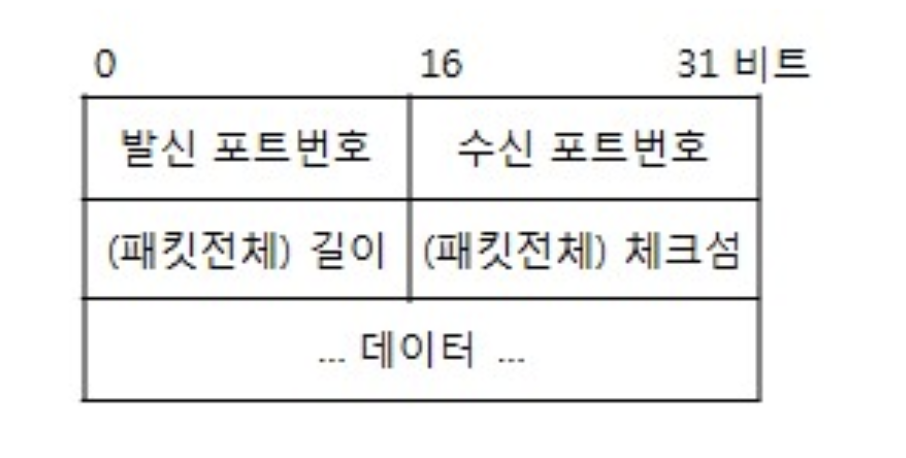 0 16 31 비트
발신 포트번호 수신 포트번호
(패킷전체) 길이 (패킷전체) 체크섬
... 데이터 ...